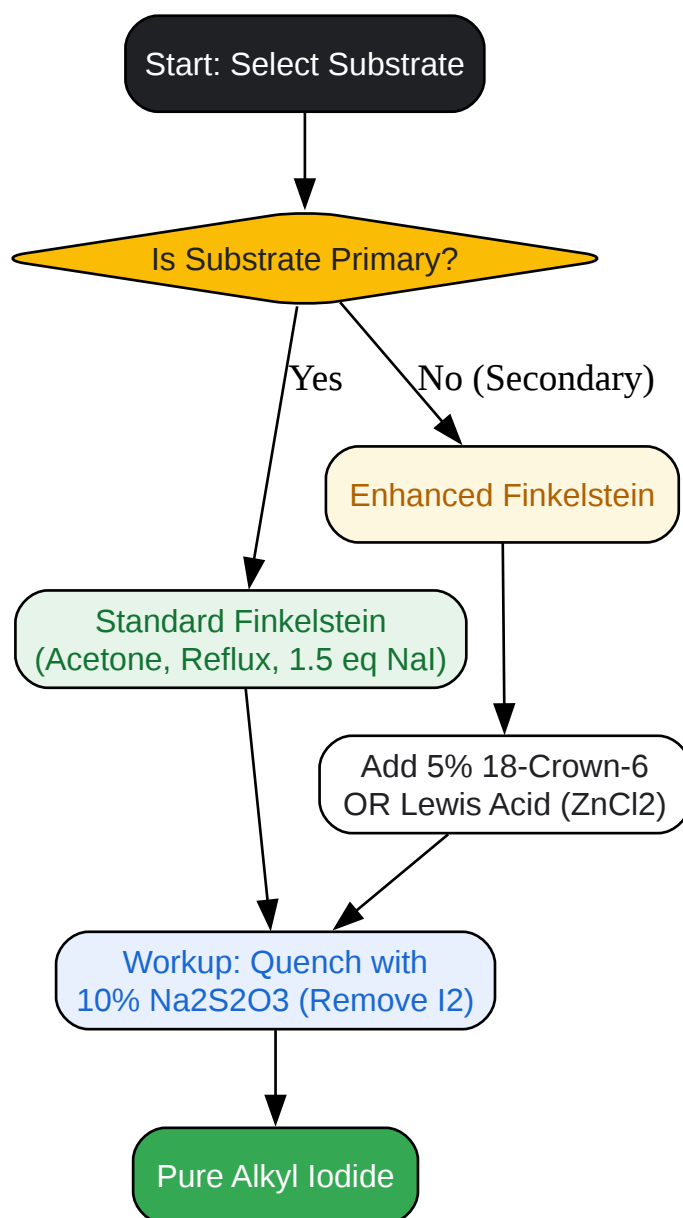 Start: Select Substrate
Is Substrate Primary?
Yes
No (Secondary)
Enhanced Finkelstein
Standard Finkelstein
(Acetone, Reflux, 1.5 eq NaI)
Add 5% 18-Crown-6
OR Lewis Acid (ZnCl2)
Workup: Quench with
10% Na2S2O3 (Remove I2)
Pure Alkyl Iodide